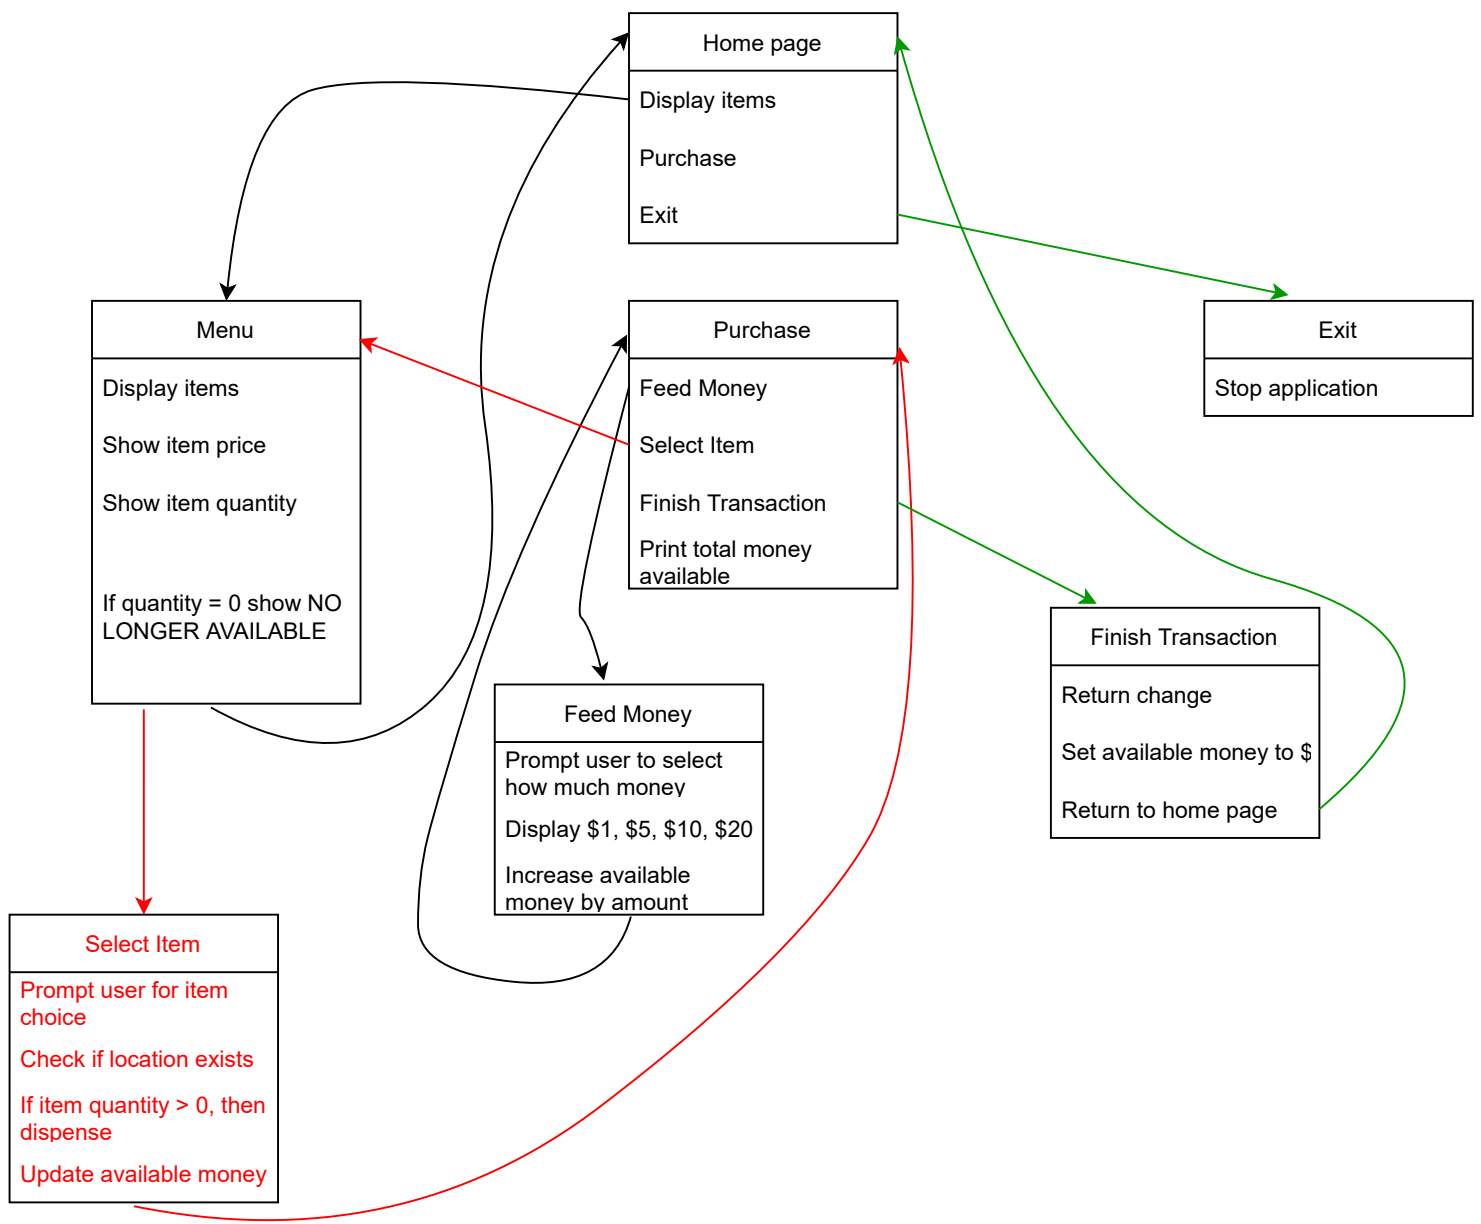 Home page
Display items
Purchase
Exit
Menu
Display items
Show item price
Show item quantity
If quantity = 0 show NO
LONGER AVAILABLE
Purchase
Feed Money
Select Item
Finish Transaction
Print total money
available
Exit
Stop application
Finish Transaction
Return change
Set available money to $
Return to home page
Feed Money
Prompt user to select
how much money
Display $1, $5, $10, $20
Increase available
money by amount
Select Item
Prompt user for item
choice
Check if location exists
If item quantity > 0, then
dispense
Update available money